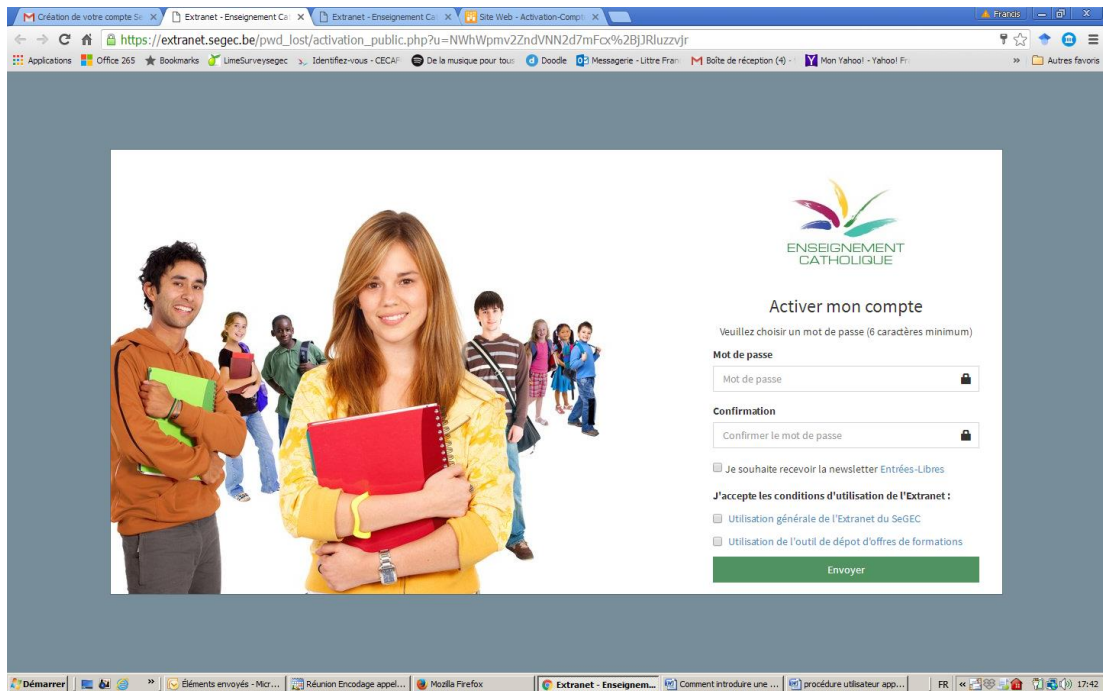 Création de votre compte Se
Extranet - Enseignement Ca
Extranet - Enseignement Ca
Site Web - Activation-Compt
Francis
https://extranet.segec.be/pwd_lost/activation_public.php?u=NWhWpmv2ZndVNN2d7mFcx%2BjJRluzzvjr
Applications
Office 265
Bookmarks
LimeSurveysegec
Identifiez-vous - CECAF
De la musique pour tous
Doodle
Messagerie - Littre Fran
Boîte de réception (4) -
Mon Yahoo! - Yahoo! Fr
»
Autres favoris
ENSEIGNEMENT
CATHOLIQUE
Activer mon compte
Veuillez choisir un mot de passe (6 caractères minimum)
Mot de passe
Mot de passe
Confirmation
Confirmer le mot de passe
Je souhaite recevoir la newsletter Entrées-Libres
J'accepte les conditions d'utilisation de l'Extranet :
Utilisation générale de l'Extranet du SeGEC
Utilisation de l'outil de dépot d'offres de formations
Envoyer
Démarrer
»
Éléments envoyés - Micr...
Réunion Encodage appel...
Mozilla Firefox
Extranet - Enseignem...
Comment introduire une ...
procédure utilisateur app...
FR
«
17:42